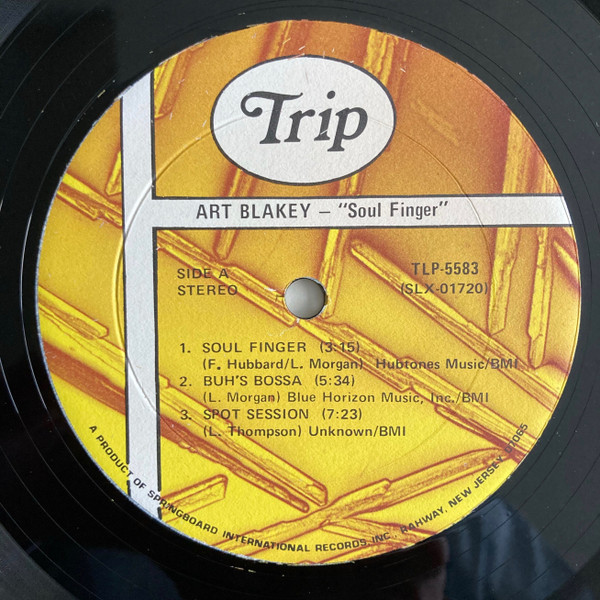 Trip
ART BLAKEY – "Soul Finger"
SIDE A
STEREO
TLP-5583
(SLX-01720)
1. SOUL FINGER (3:15)
(F. Hubbard/L. Morgan) Hubtones Music/BMI
2. BUH'S BOSSA (5:34)
(L. Morgan) Blue Horizon Music, Inc./BMI
3. SPOT SESSION (7:23)
(L. Thompson) Unknown/BMI
A PRODUCT OF SPRINGBOARD INTERNATIONAL RECORDS, INC., RAHWAY, NEW JERSEY 07065